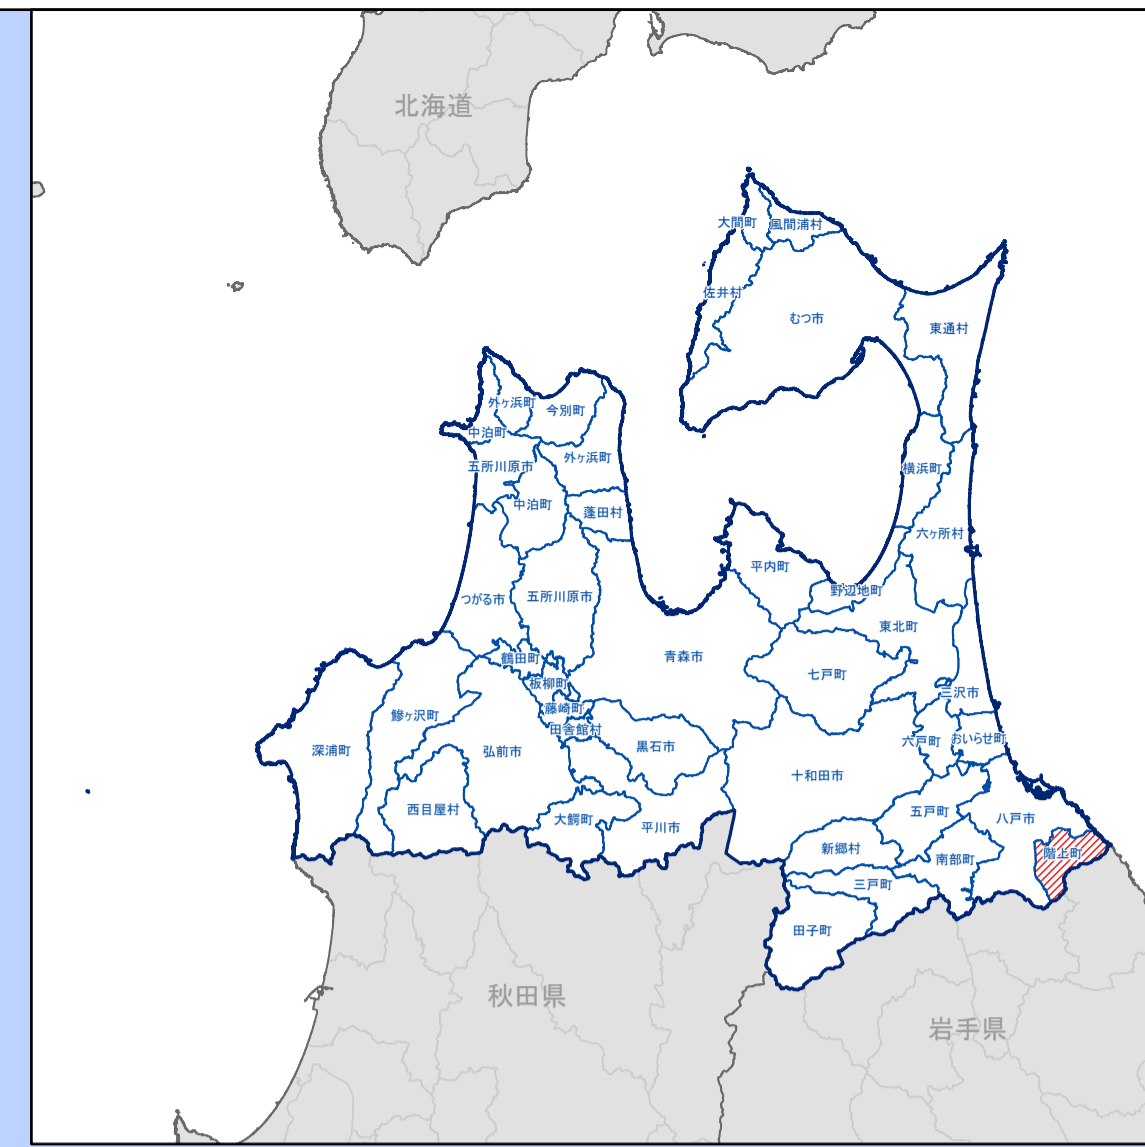 北海道
大間町
風間浦村
佐井村
むつ市
東通村
外ヶ浜町
今別町
中泊町
五所川原市
外ヶ浜町
横浜町
中泊町
蓬田村
六ヶ所村
平内町
野辺地町
つがる市
五所川原市
東北町
青森市
鶴田町
七戸町
板柳町
三沢市
藤崎町
鰺ヶ沢町
田舎館村
六戸町
おいらせ町
黒石市
深浦町
弘前市
十和田市
西目屋村
五戸町
大鰐町
八戸市
平川市
新郷村
階上町
南部町
三戸町
田子町
秋田県
岩手県